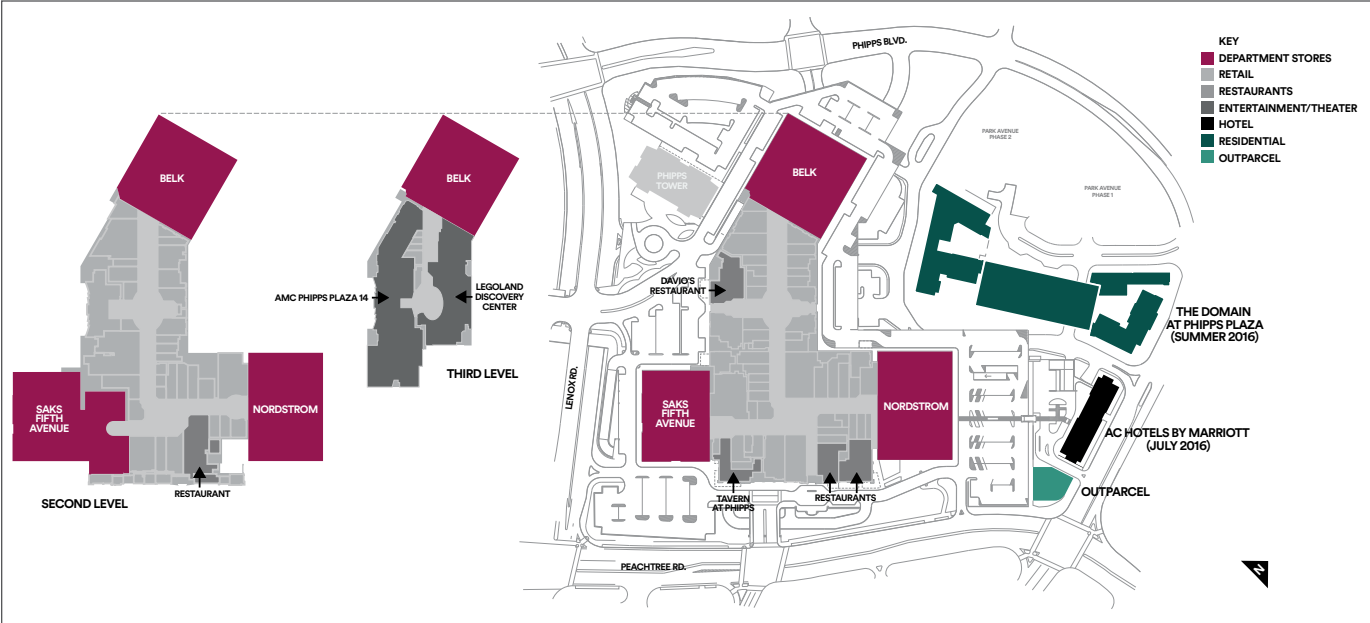 PHIPPS BLVD.
KEY
DEPARTMENT STORES
RETAIL
RESTAURANTS
ENTERTAINMENT/THEATER
HOTEL
RESIDENTIAL
OUTPARCEL
PARK AVENUE
PHASE 2
PARK AVENUE
PHASE 1
BELK
BELK
BELK
PHIPPS
TOWER
AMC PHIPPS PLAZA 14
LEGOLAND
DISCOVERY
CENTER
DAVIO'S
RESTAURANT
THE DOMAIN
AT PHIPPS PLAZA
(SUMMER 2016)
THIRD LEVEL
LENOX RD.
SAKS
FIFTH
AVENUE
NORDSTROM
SAKS
FIFTH
AVENUE
NORDSTROM
AC HOTELS BY MARRIOTT
(JULY 2016)
RESTAURANT
SECOND LEVEL
TAVERN
AT PHIPPS
RESTAURANTS
OUTPARCEL
PEACHTREE RD.
N